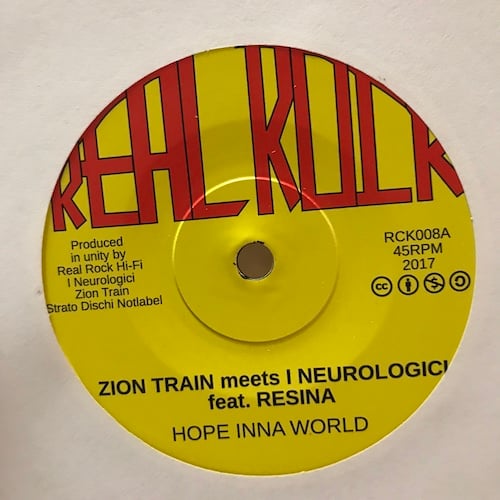 REAL ROCK
Produced
in unity by
Real Rock Hi-Fi
I Neurologici
Zion Train
Strato Dischi Notlabel
RCK008A
45RPM
2017
cc
ZION TRAIN meets I NEUROLOGICI
feat. RESINA
HOPE INNA WORLD